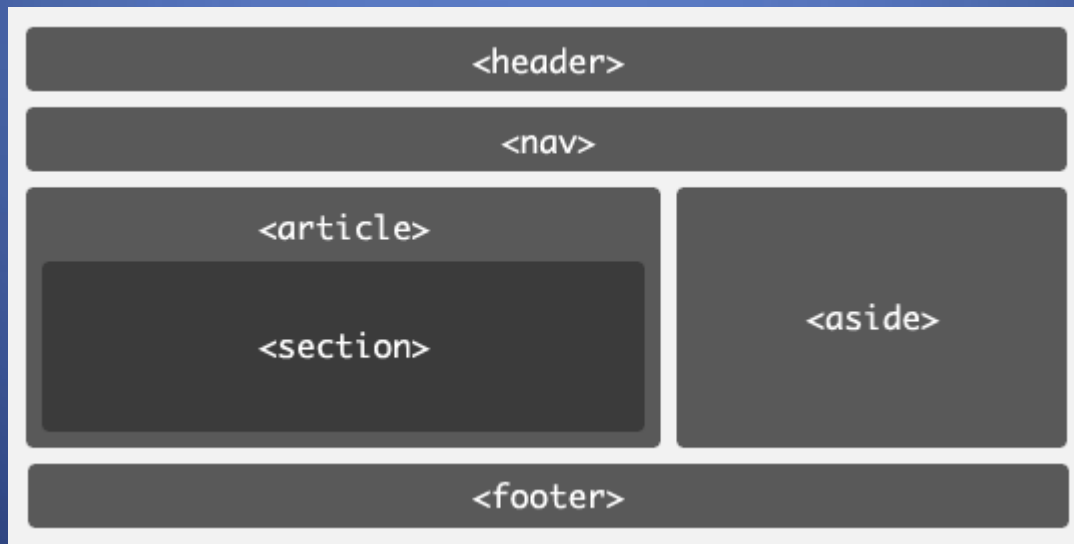 <header>
<nav>
<article>
<section>
<aside>
<footer>